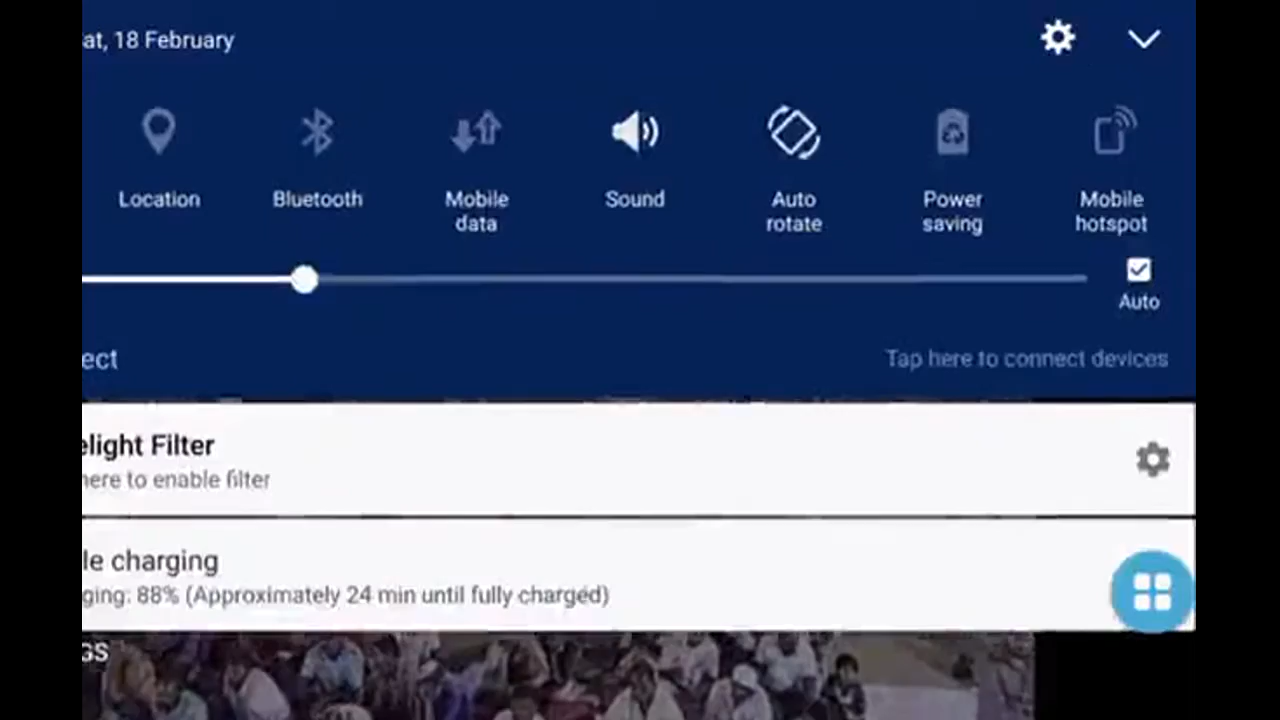 at, 18 February
Location
Bluetooth
Mobile
data
Sound
Auto
rotate
Power
saving
Mobile
hotspot
Auto
ect
Tap here to connect devices
elight Filter
here to enable filter
le charging
ging: 88% (Approximately 24 min until fully charged)
GS